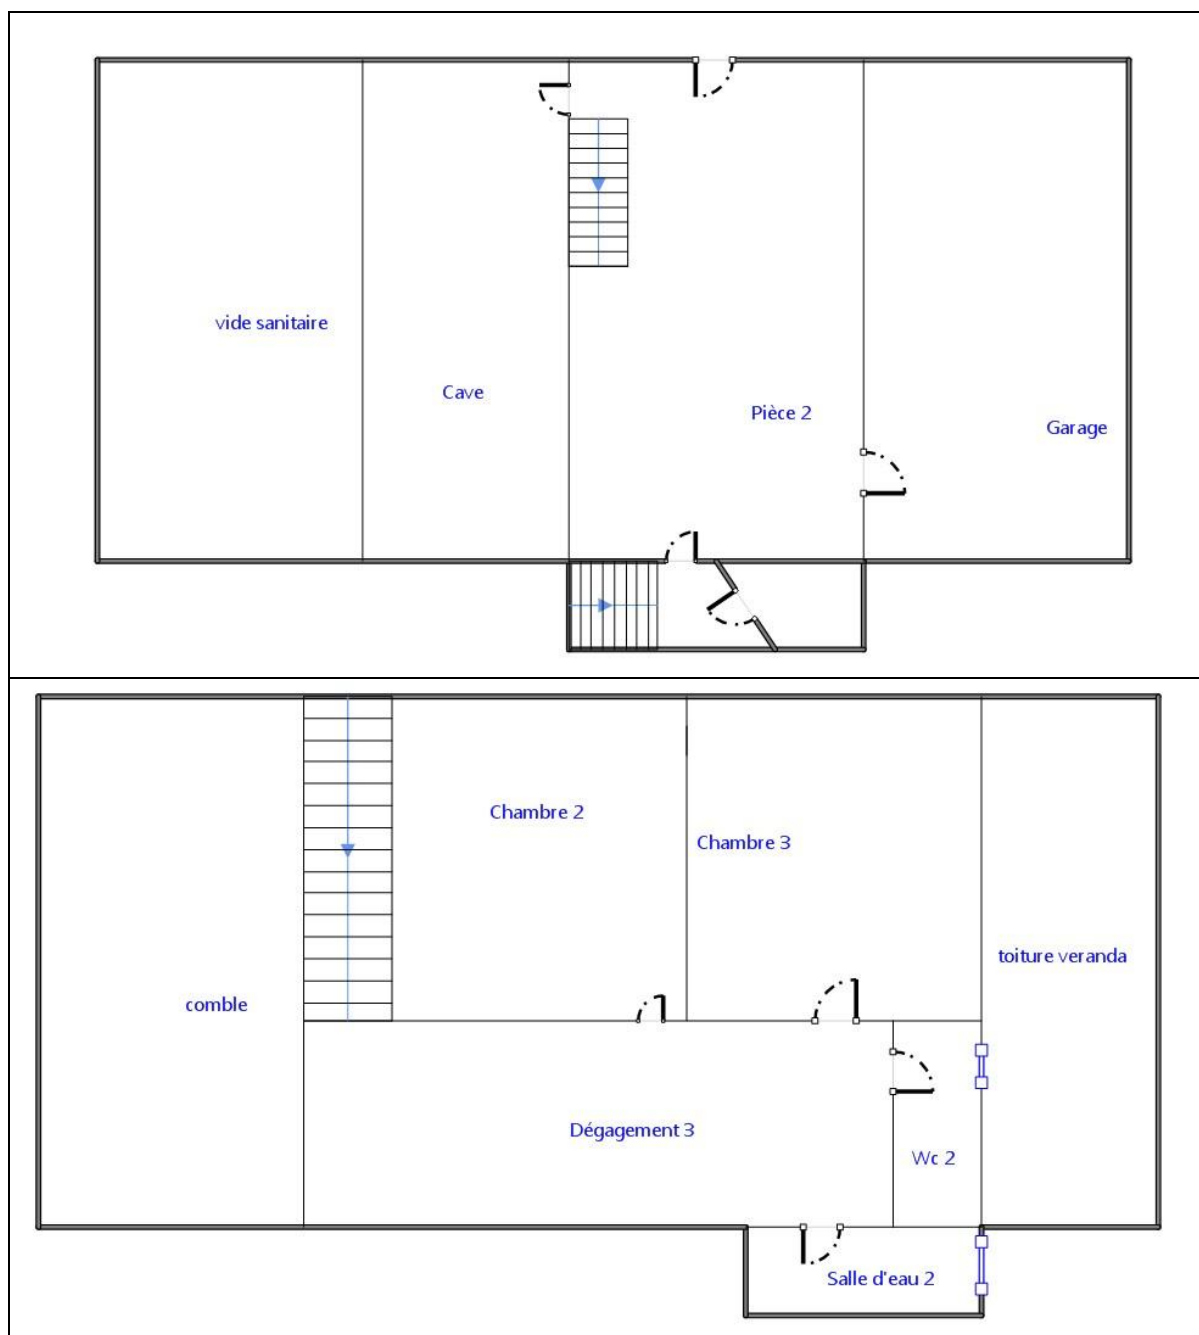 vide sanitaire
Cave
Pièce 2
Garage
Chambre 2
Chambre 3
toiture veranda
comble
Dégagement 3
Wc 2
Salle d'eau 2